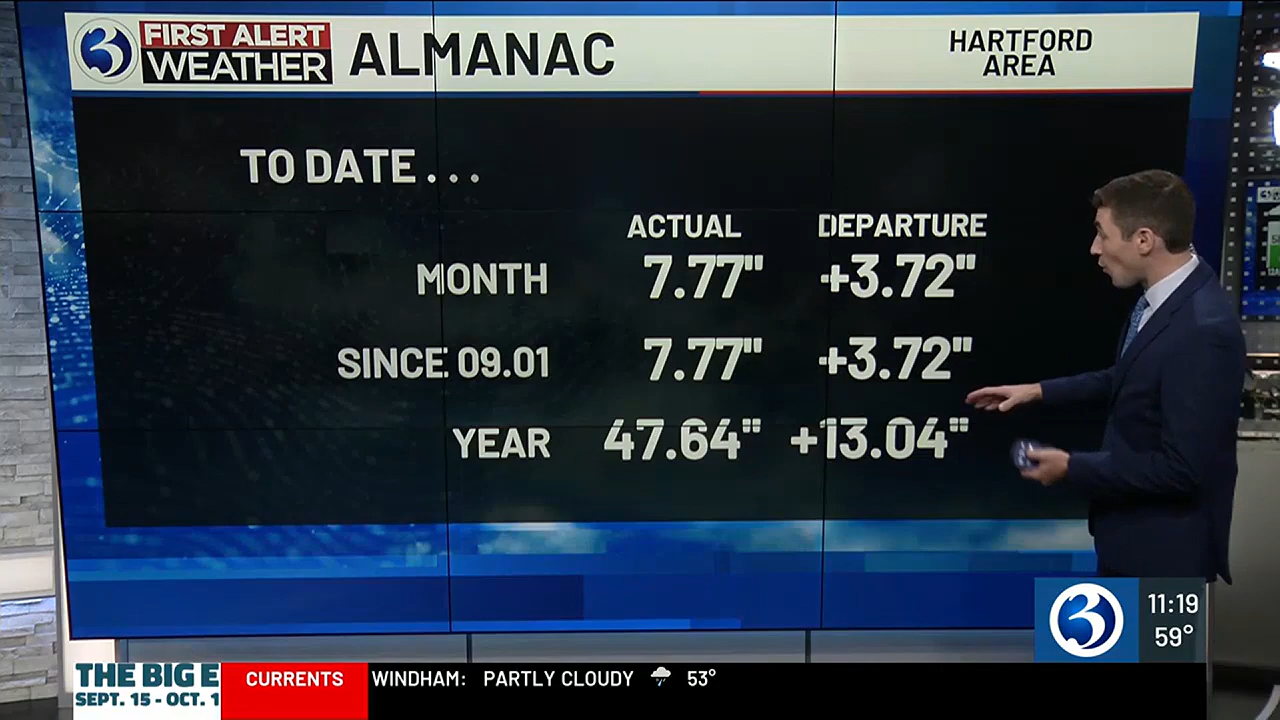 3
FIRST ALERT
WEATHER
ALMANAC
HARTFORD
AREA
TO DATE . . .
ACTUAL DEPARTURE
MONTH 7.77" +3.72"
SINCE 09.01 7.77" +3.72"
YEAR 47.64" +13.04"
3
11:19
59°
THE BIG E
SEPT. 15 - OCT. 1
CURRENTS
WINDHAM: PARTLY CLOUDY 53°